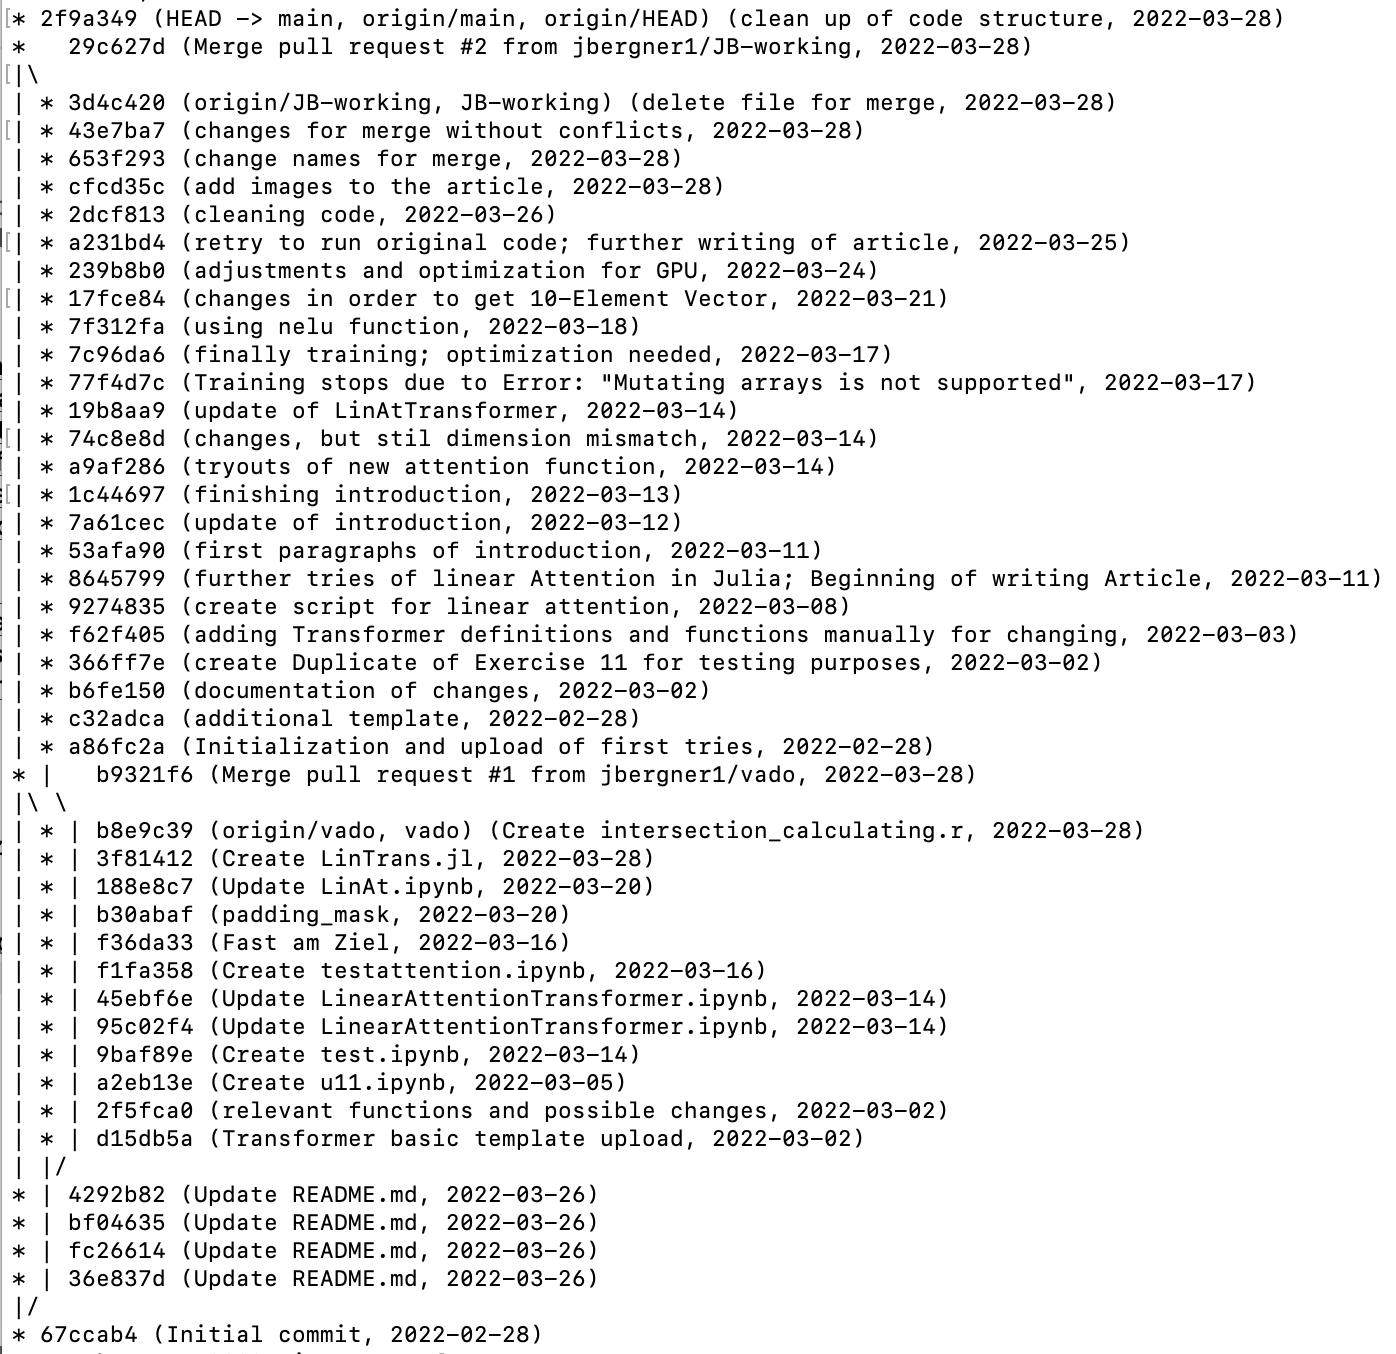 * 2f9a349 (HEAD -> main, origin/main, origin/HEAD) (clean up of code structure, 2022-03-28)
*   29c627d (Merge pull request #2 from jbergner1/JB-working, 2022-03-28)
|\
| * 3d4c420 (origin/JB-working, JB-working) (delete file for merge, 2022-03-28)
| * 43e7ba7 (changes for merge without conflicts, 2022-03-28)
| * 653f293 (change names for merge, 2022-03-28)
| * cfcd35c (add images to the article, 2022-03-28)
| * 2dcf813 (cleaning code, 2022-03-26)
| * a231bd4 (retry to run original code; further writing of article, 2022-03-25)
| * 239b8b0 (adjustments and optimization for GPU, 2022-03-24)
| * 17fce84 (changes in order to get 10-Element Vector, 2022-03-21)
| * 7f312fa (using nelu function, 2022-03-18)
| * 7c96da6 (finally training; optimization needed, 2022-03-17)
| * 77f4d7c (Training stops due to Error: "Mutating arrays is not supported", 2022-03-17)
| * 19b8aa9 (update of LinAtTransformer, 2022-03-14)
| * 74c8e8d (changes, but stil dimension mismatch, 2022-03-14)
| * a9af286 (tryouts of new attention function, 2022-03-14)
| * 1c44697 (finishing introduction, 2022-03-13)
| * 7a61cec (update of introduction, 2022-03-12)
| * 53afa90 (first paragraphs of introduction, 2022-03-11)
| * 8645799 (further tries of linear Attention in Julia; Beginning of writing Article, 2022-03-11)
| * 9274835 (create script for linear attention, 2022-03-08)
| * f62f405 (adding Transformer definitions and functions manually for changing, 2022-03-03)
| * 366ff7e (create Duplicate of Exercise 11 for testing purposes, 2022-03-02)
| * b6fe150 (documentation of changes, 2022-03-02)
| * c32adca (additional template, 2022-02-28)
| * a86fc2a (Initialization and upload of first tries, 2022-02-28)
* |   b9321f6 (Merge pull request #1 from jbergner1/vado, 2022-03-28)
|\ \
| * | b8e9c39 (origin/vado, vado) (Create intersection_calculating.r, 2022-03-28)
| * | 3f81412 (Create LinTrans.jl, 2022-03-28)
| * | 188e8c7 (Update LinAt.ipynb, 2022-03-20)
| * | b30abaf (padding_mask, 2022-03-20)
| * | f36da33 (Fast am Ziel, 2022-03-16)
| * | f1fa358 (Create testattention.ipynb, 2022-03-16)
| * | 45ebf6e (Update LinearAttentionTransformer.ipynb, 2022-03-14)
| * | 95c02f4 (Update LinearAttentionTransformer.ipynb, 2022-03-14)
| * | 9baf89e (Create test.ipynb, 2022-03-14)
| * | a2eb13e (Create u11.ipynb, 2022-03-05)
| * | 2f5fca0 (relevant functions and possible changes, 2022-03-02)
| * | d15db5a (Transformer basic template upload, 2022-03-02)
| |/
* | 4292b82 (Update README.md, 2022-03-26)
* | bf04635 (Update README.md, 2022-03-26)
* | fc26614 (Update README.md, 2022-03-26)
* | 36e837d (Update README.md, 2022-03-26)
|/
* 67ccab4 (Initial commit, 2022-02-28)